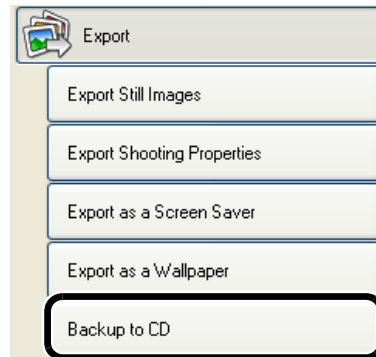 Export
Export Still Images
Export Shooting Properties
Export as a Screen Saver
Export as a Wallpaper
Backup to CD